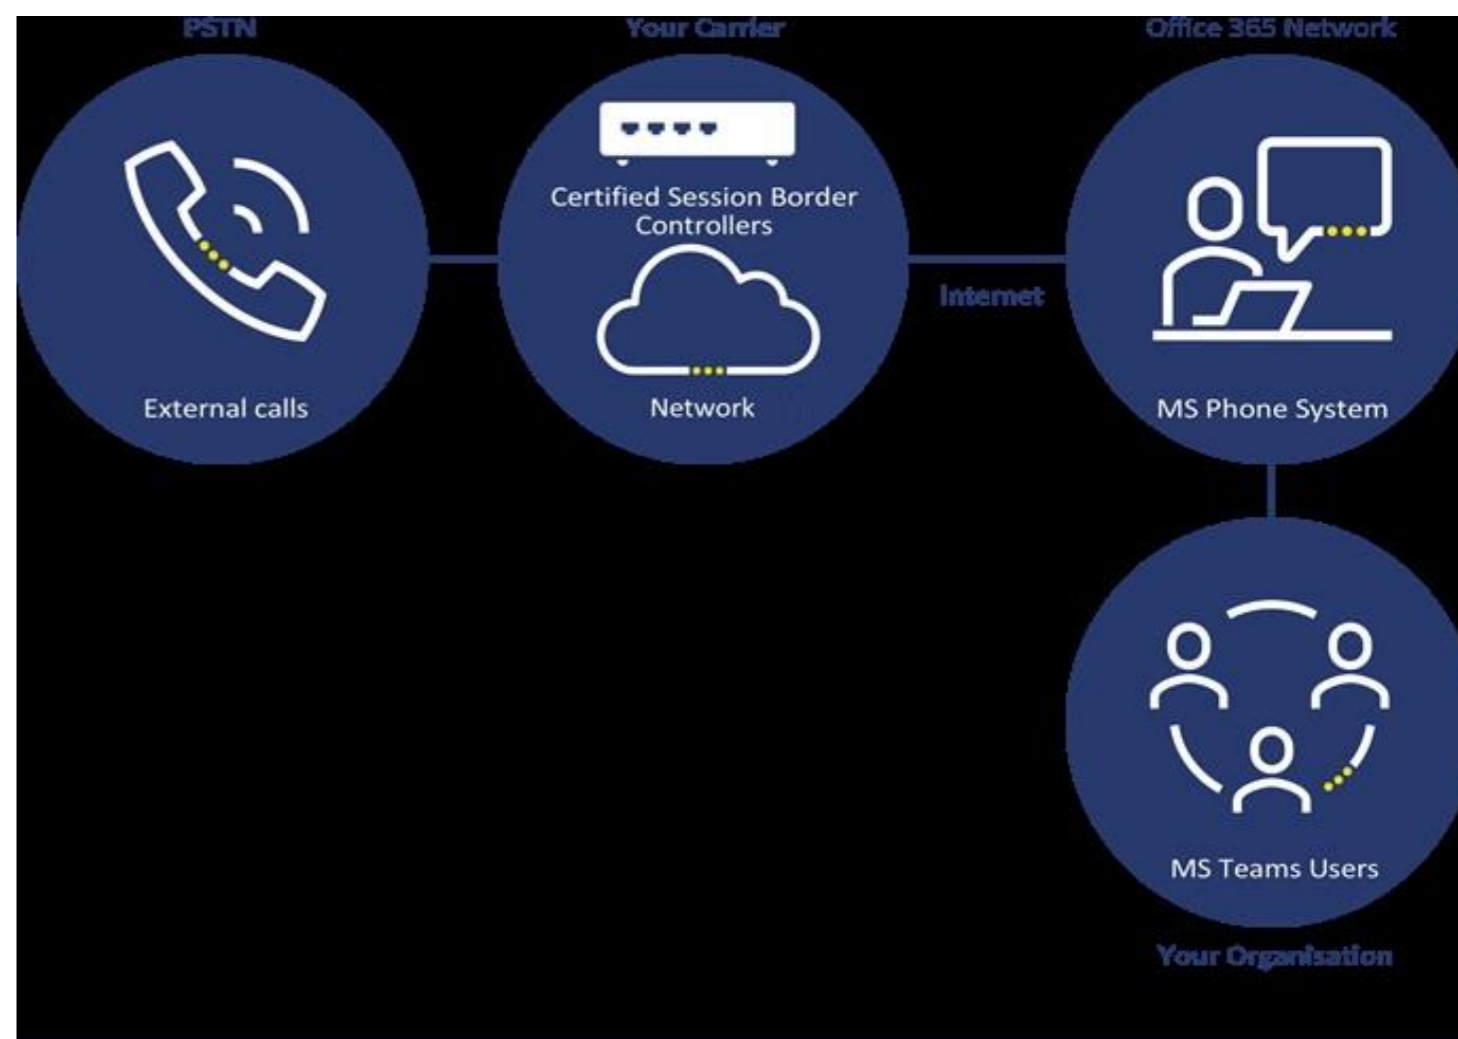 PSTN
Your Carrier
Office 365 Network
Certified Session Border
Controllers
Internet
External calls
Network
MS Phone System
MS Teams Users
Your Organisation